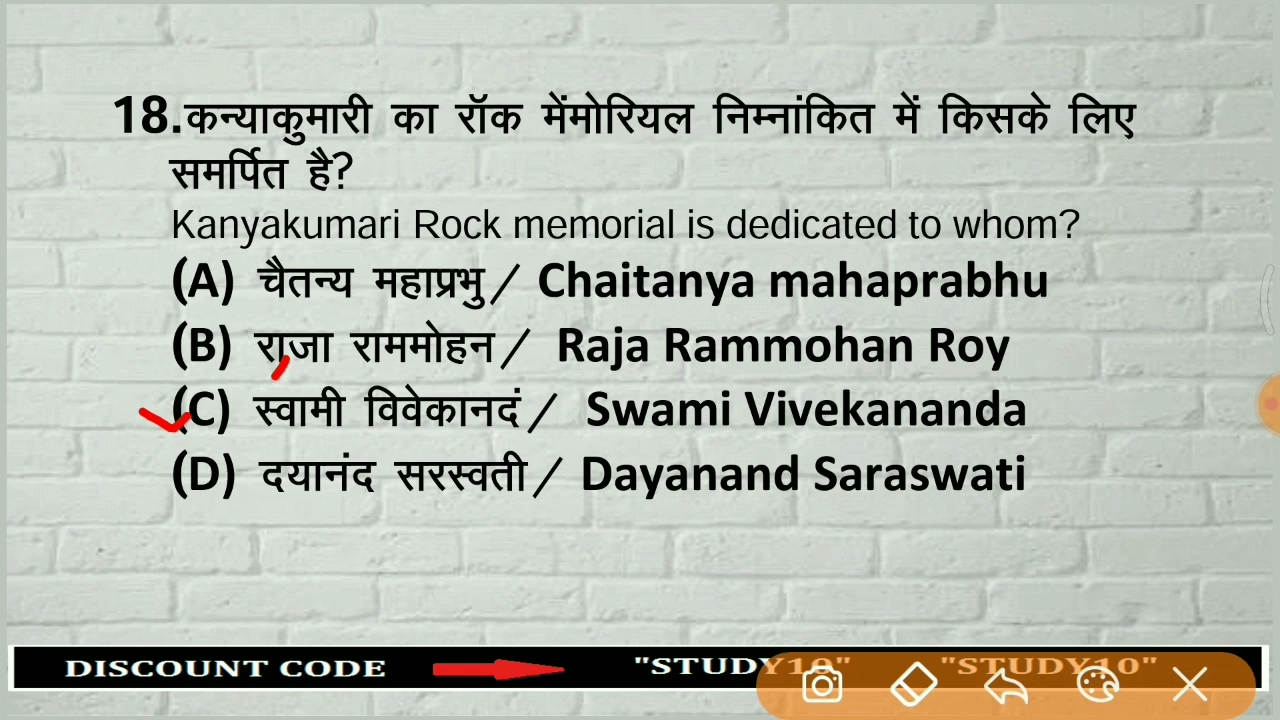 18.कन्याकुमारी का रॉक मेंमोरियल निम्नांकित में किसके लिए
समर्पित है?
Kanyakumari Rock memorial is dedicated to whom?
(A) चैतन्य महाप्रभु / Chaitanya mahaprabhu
(B) राजा राममोहन / Raja Rammohan Roy
(C) स्वामी विवेकानदं / Swami Vivekananda
(D) दयानंद सरस्वती / Dayanand Saraswati
DISCOUNT CODE "STUDY10" "STUDY10"